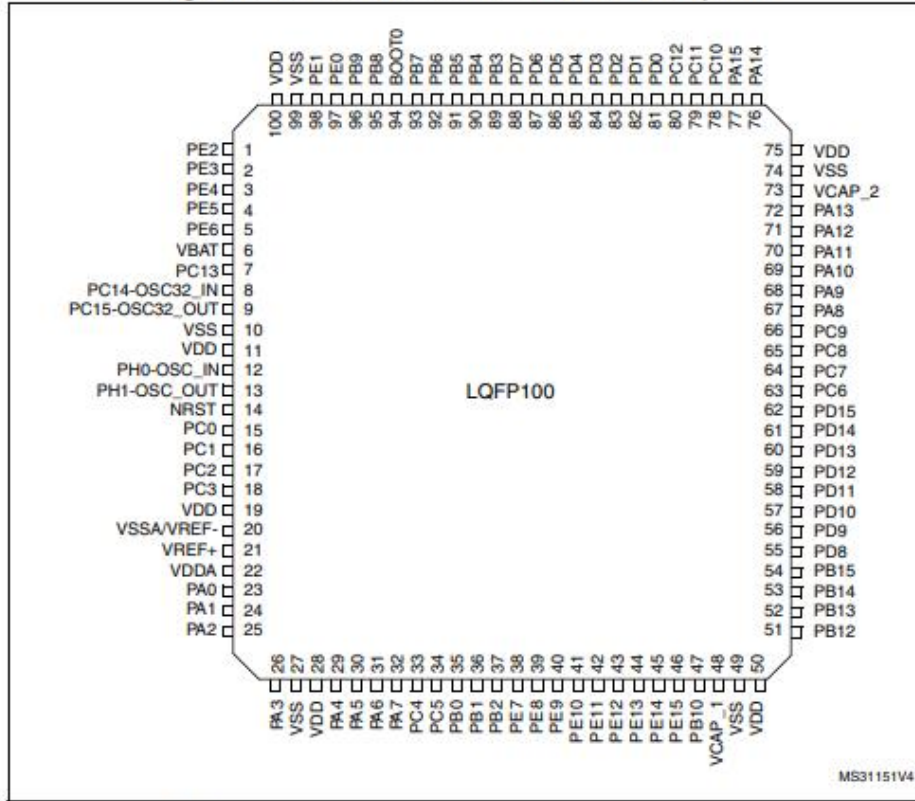 VDD VSS PE1 PE0 PB9 PB8 BOOT0 PB7 PB6 PB5 PB4 PB3 PD7 PD6 PD5 PD4 PD3 PD2 PD1 PD0 PC12 PC11 PC10 PA15 PA14
100 99 98 97 96 95 94 93 92 91 90 89 88 87 86 85 84 83 82 81 80 79 78 77 76
PE2 1 75 VDD
PE3 2 74 VSS
PE4 3 73 VCAP_2
PE5 4 72 PA13
PE6 5 71 PA12
VBAT 6 70 PA11
PC13 7 69 PA10
PC14-OSC32_IN 8 68 PA9
PC15-OSC32_OUT 9 67 PA8
VSS 10 66 PC9
VDD 11 65 PC8
PH0-OSC_IN 12 64 PC7
PH1-OSC_OUT 13 LQFP100 63 PC6
NRST 14 62 PD15
PC0 15 61 PD14
PC1 16 60 PD13
PC2 17 59 PD12
PC3 18 58 PD11
VDD 19 57 PD10
VSSA/VREF- 20 56 PD9
VREF+ 21 55 PD8
VDDA 22 54 PB15
PA0 23 53 PB14
PA1 24 52 PB13
PA2 25 51 PB12
26 27 28 29 30 31 32 33 34 35 36 37 38 39 40 41 42 43 44 45 46 47 48 49 50
PA3 VSS VDD PA4 PA5 PA6 PA7 PC4 PC5 PB0 PB1 PB2 PE7 PE8 PE9 PE10 PE11 PE12 PE13 PE14 PE15 PB10 VCAP_1 VSS VDD
MS31151V4